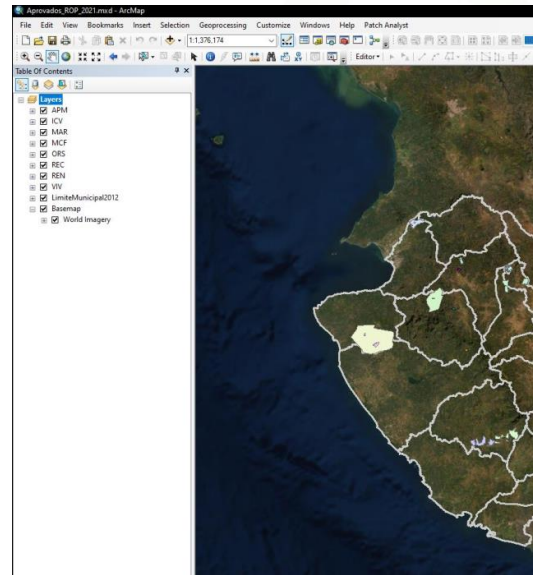 Aprovados_ROP_2021.mxd - ArcMap
File Edit View Bookmarks Insert Selection Geoprocessing Customize Windows Help Patch Analyst
1:1,376,174
Editor
Table Of Contents
Layers
APM
ICV
MAR
MCF
ORS
REC
REN
VIV
LimiteMunicipal2012
Basemap
World Imagery